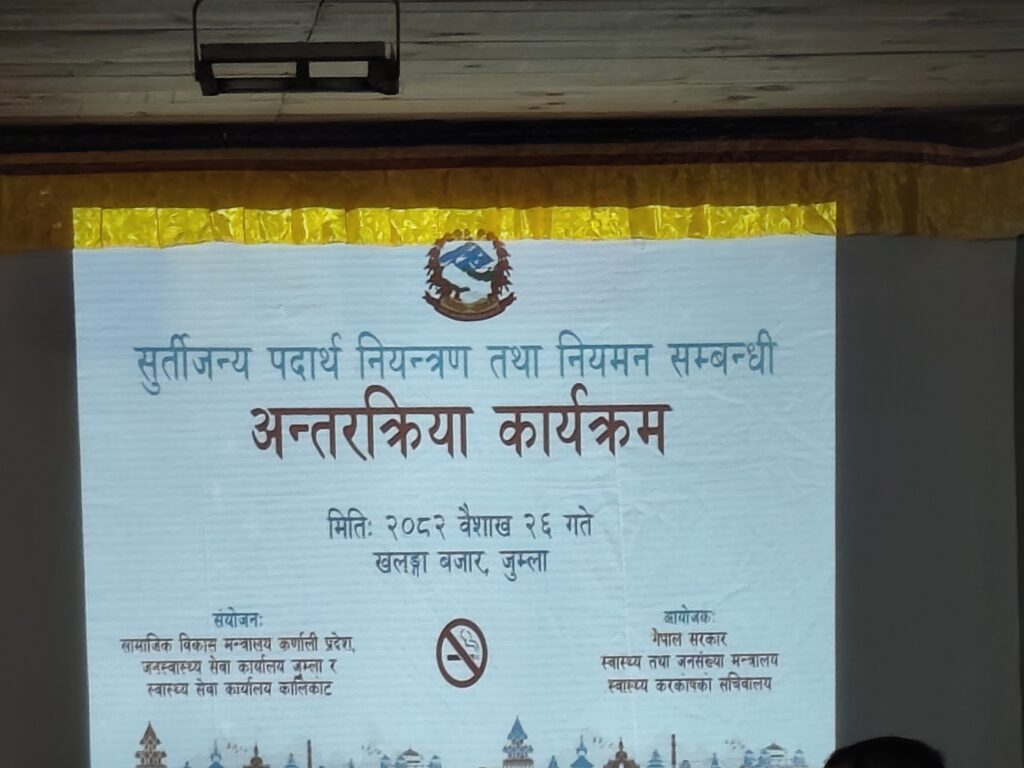 सुर्तीजन्य पदार्थ नियन्त्रण तथा नियमन सम्बन्धी
अन्तरक्रिया कार्यक्रम
मितिः २०८२ वैशाख २६ गते
खलङ्गा बजार, जुम्ला
संयोजनः
सामाजिक विकास मन्त्रालय कर्णाली प्रदेश,
जनस्वास्थ्य सेवा कार्यालय जुम्ला र
स्वास्थ्य सेवा कार्यालय कालिकाट
आयोजकः
नेपाल सरकार
स्वास्थ्य तथा जनसंख्या मन्त्रालय
स्वास्थ्य करकोषको सचिवालय